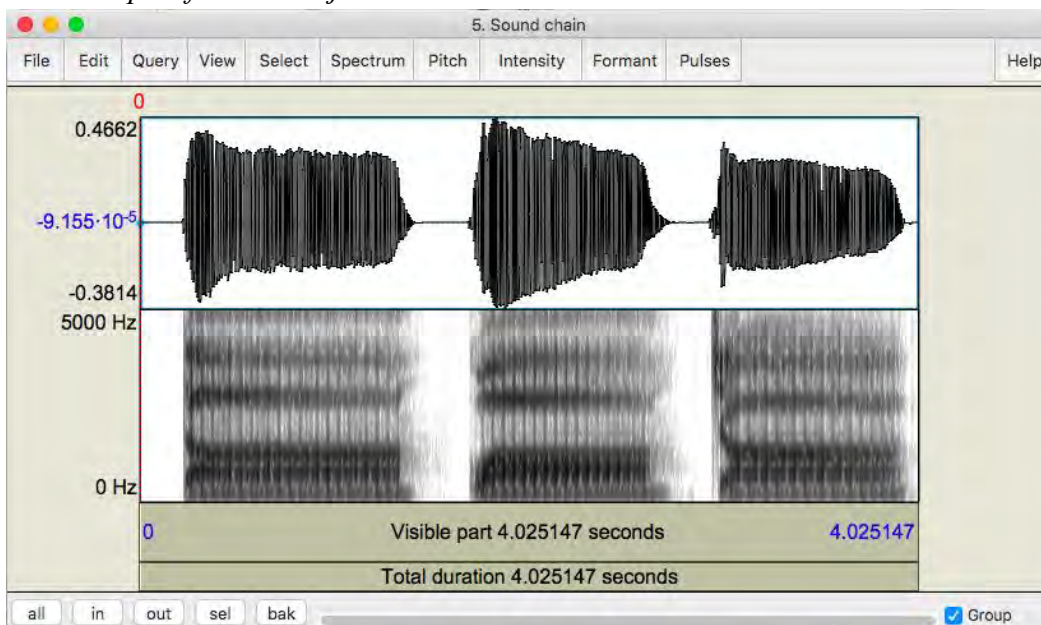 5. Sound chain
File Edit Query View Select Spectrum Pitch Intensity Formant Pulses Help
0
0.4662
-9.155·10-5
-0.3814
5000 Hz
0 Hz
0 Visible part 4.025147 seconds 4.025147
Total duration 4.025147 seconds
all in out sel bak Group